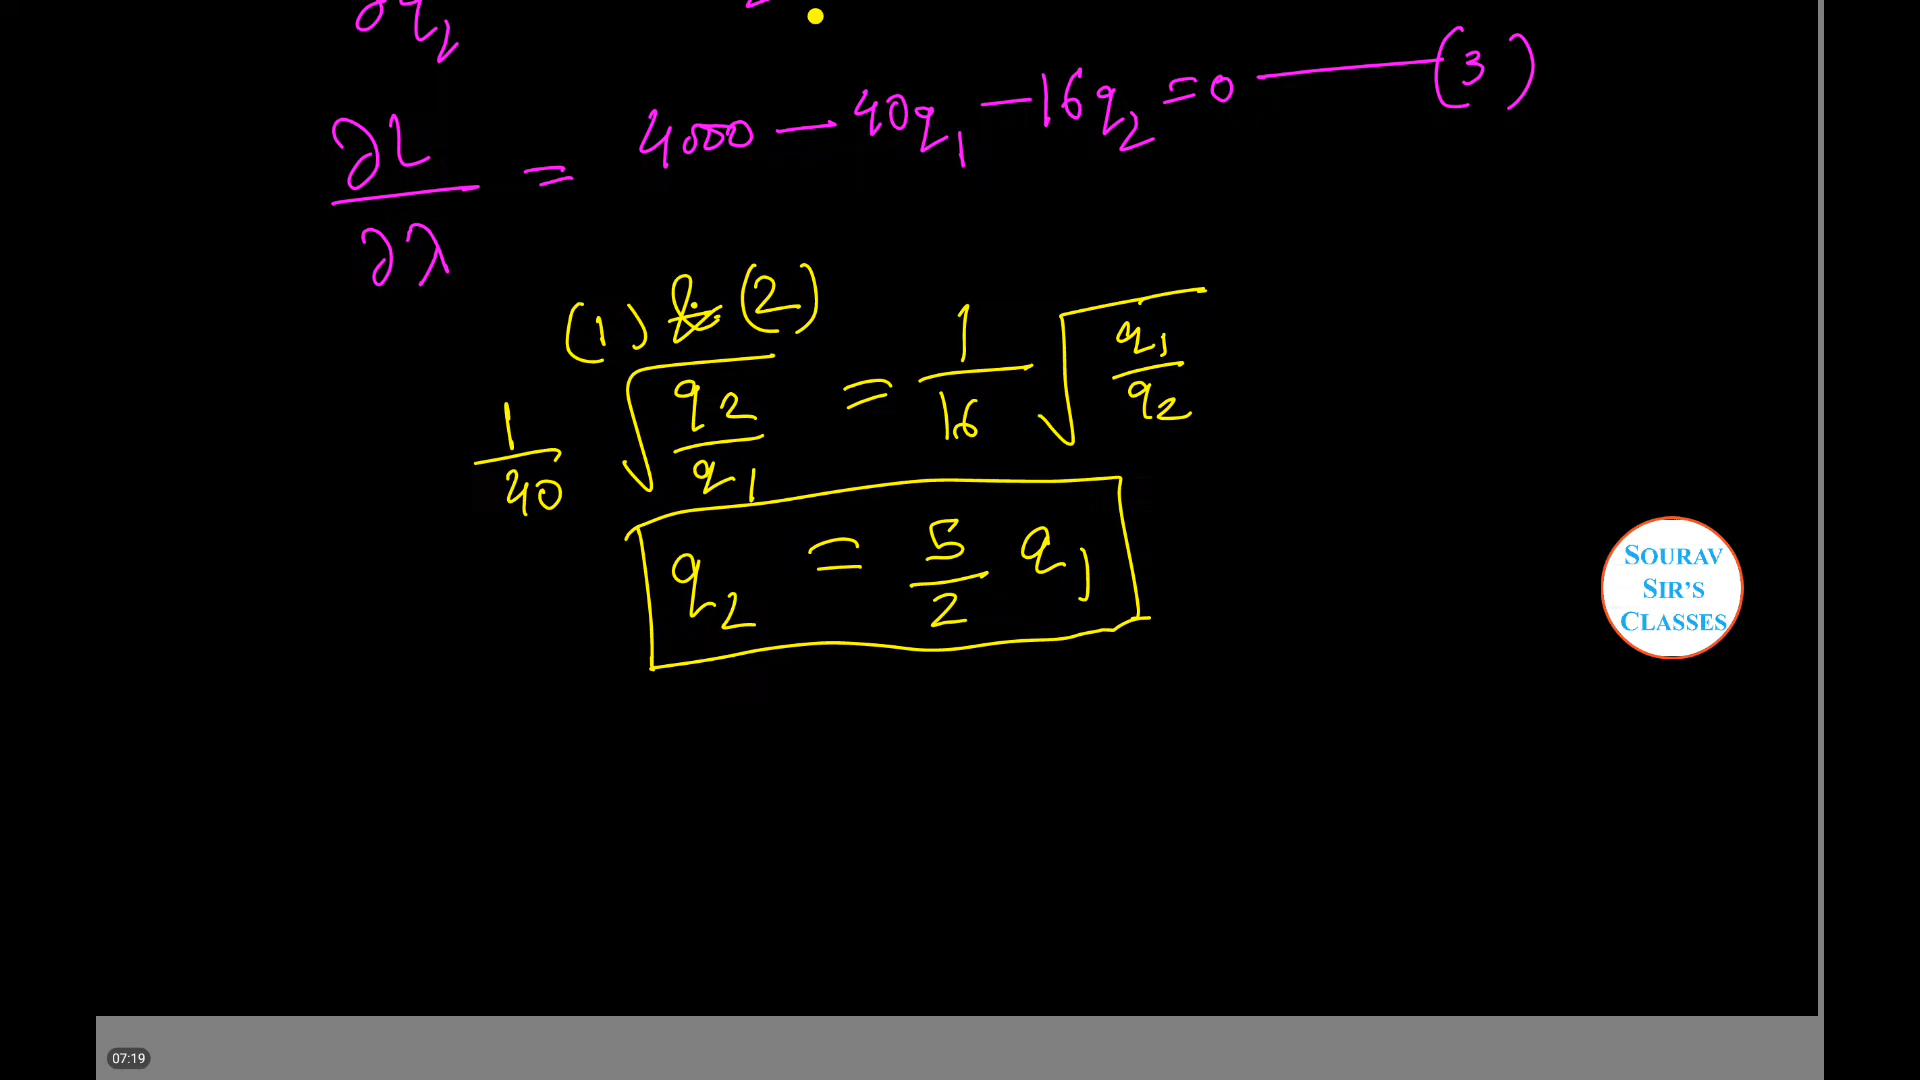 ∂q₂
∂L/∂λ = 4000 − 40q₁ − 16q₂ = 0 —— (3)
(1) & (2)
1/40 √(q₂/q₁) = 1/16 √(q₁/q₂)
q₂ = 5/2 q₁
SOURAV
SIR'S
CLASSES
07:19